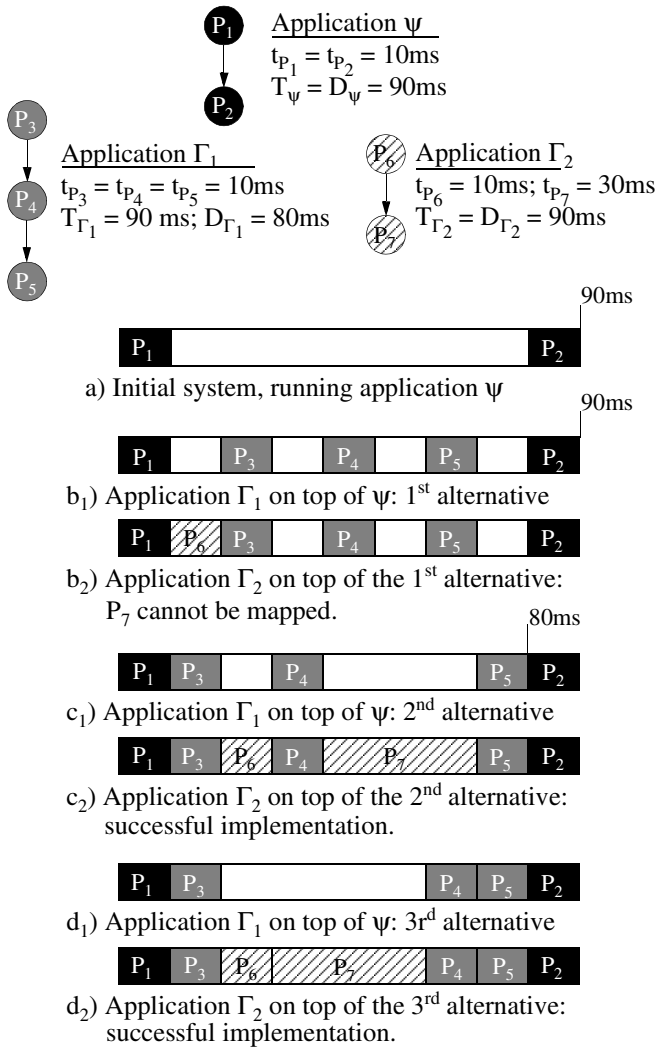 P1
Application ψ
tP1 = tP2 = 10ms
Tψ = Dψ = 90ms
P2
P3
Application Γ1
tP3 = tP4 = tP5 = 10ms
TΓ1 = 90 ms; DΓ1 = 80ms
P4
P5
P6
Application Γ2
tP6 = 10ms; tP7 = 30ms
TΓ2 = DΓ2 = 90ms
P7
90ms
P1 P2
a) Initial system, running application ψ
90ms
P1 P3 P4 P5 P2
b1) Application Γ1 on top of ψ: 1st alternative
P1 P6 P3 P4 P5 P2
b2) Application Γ2 on top of the 1st alternative:
P7 cannot be mapped.
80ms
P1 P3 P4 P5 P2
c1) Application Γ1 on top of ψ: 2nd alternative
P1 P3 P6 P4 P7 P5 P2
c2) Application Γ2 on top of the 2nd alternative:
successful implementation.
P1 P3 P4 P5 P2
d1) Application Γ1 on top of ψ: 3rd alternative
P1 P3 P6 P7 P4 P5 P2
d2) Application Γ2 on top of the 3rd alternative:
successful implementation.